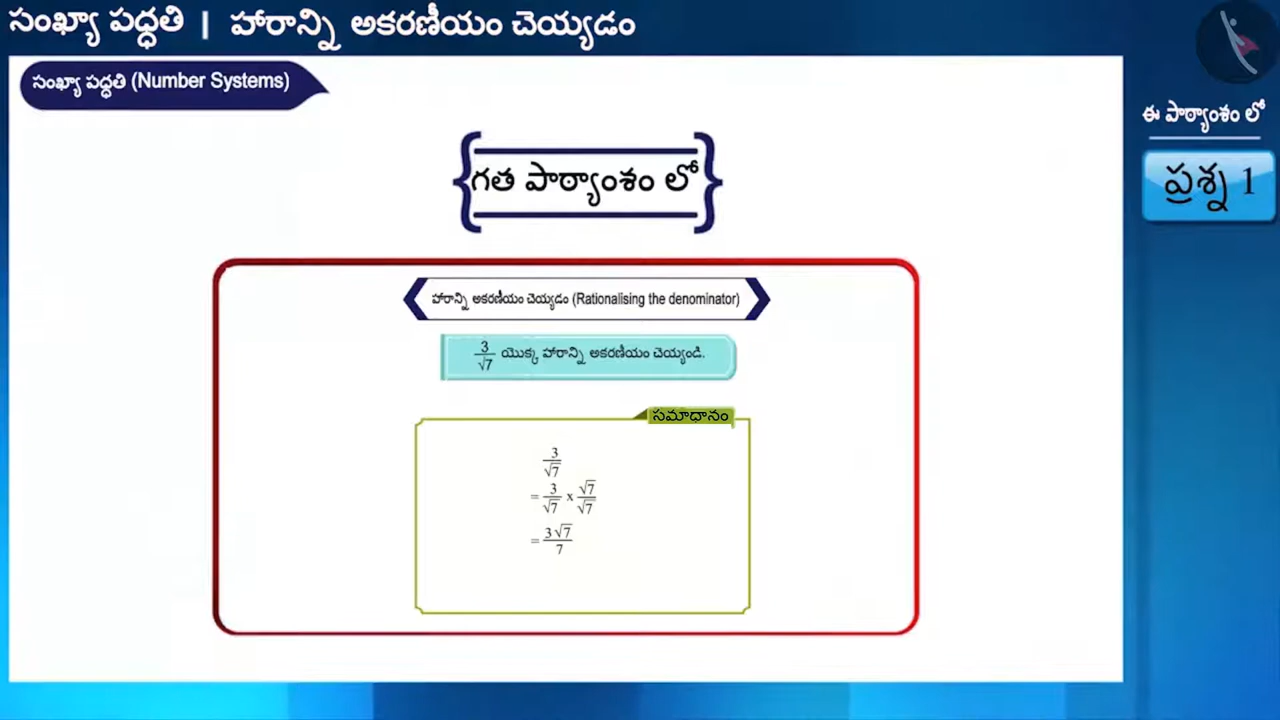 సంఖ్యా పద్ధతి | హారాన్ని అకరణీయం చెయ్యడం
సంఖ్యా పద్ధతి (Number Systems)
ఈ పాఠ్యాంశం లో
ప్రశ్న 1
గత పాఠ్యాంశం లో
హారాన్ని అకరణీయం చెయ్యడం (Rationalising the denominator)
3/√7 యొక్క హారాన్ని అకరణీయం చెయ్యండి.
సమాధానం
3/√7
= 3/√7 x √7/√7
= 3√7/7